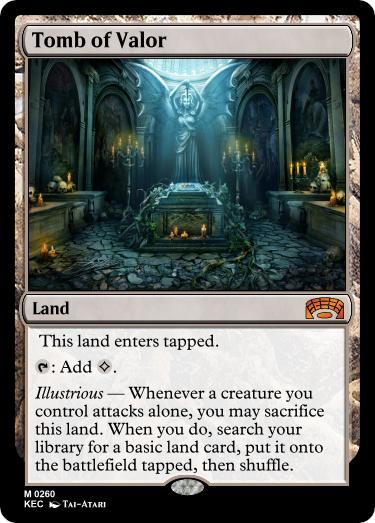 Tomb of Valor
Land
This land enters tapped.
: Add .
Illustrious — Whenever a creature you
control attacks alone, you may sacrifice
this land. When you do, search your
library for a basic land card, put it onto
the battlefield tapped, then shuffle.
M 0260
KEC Tai-Atari